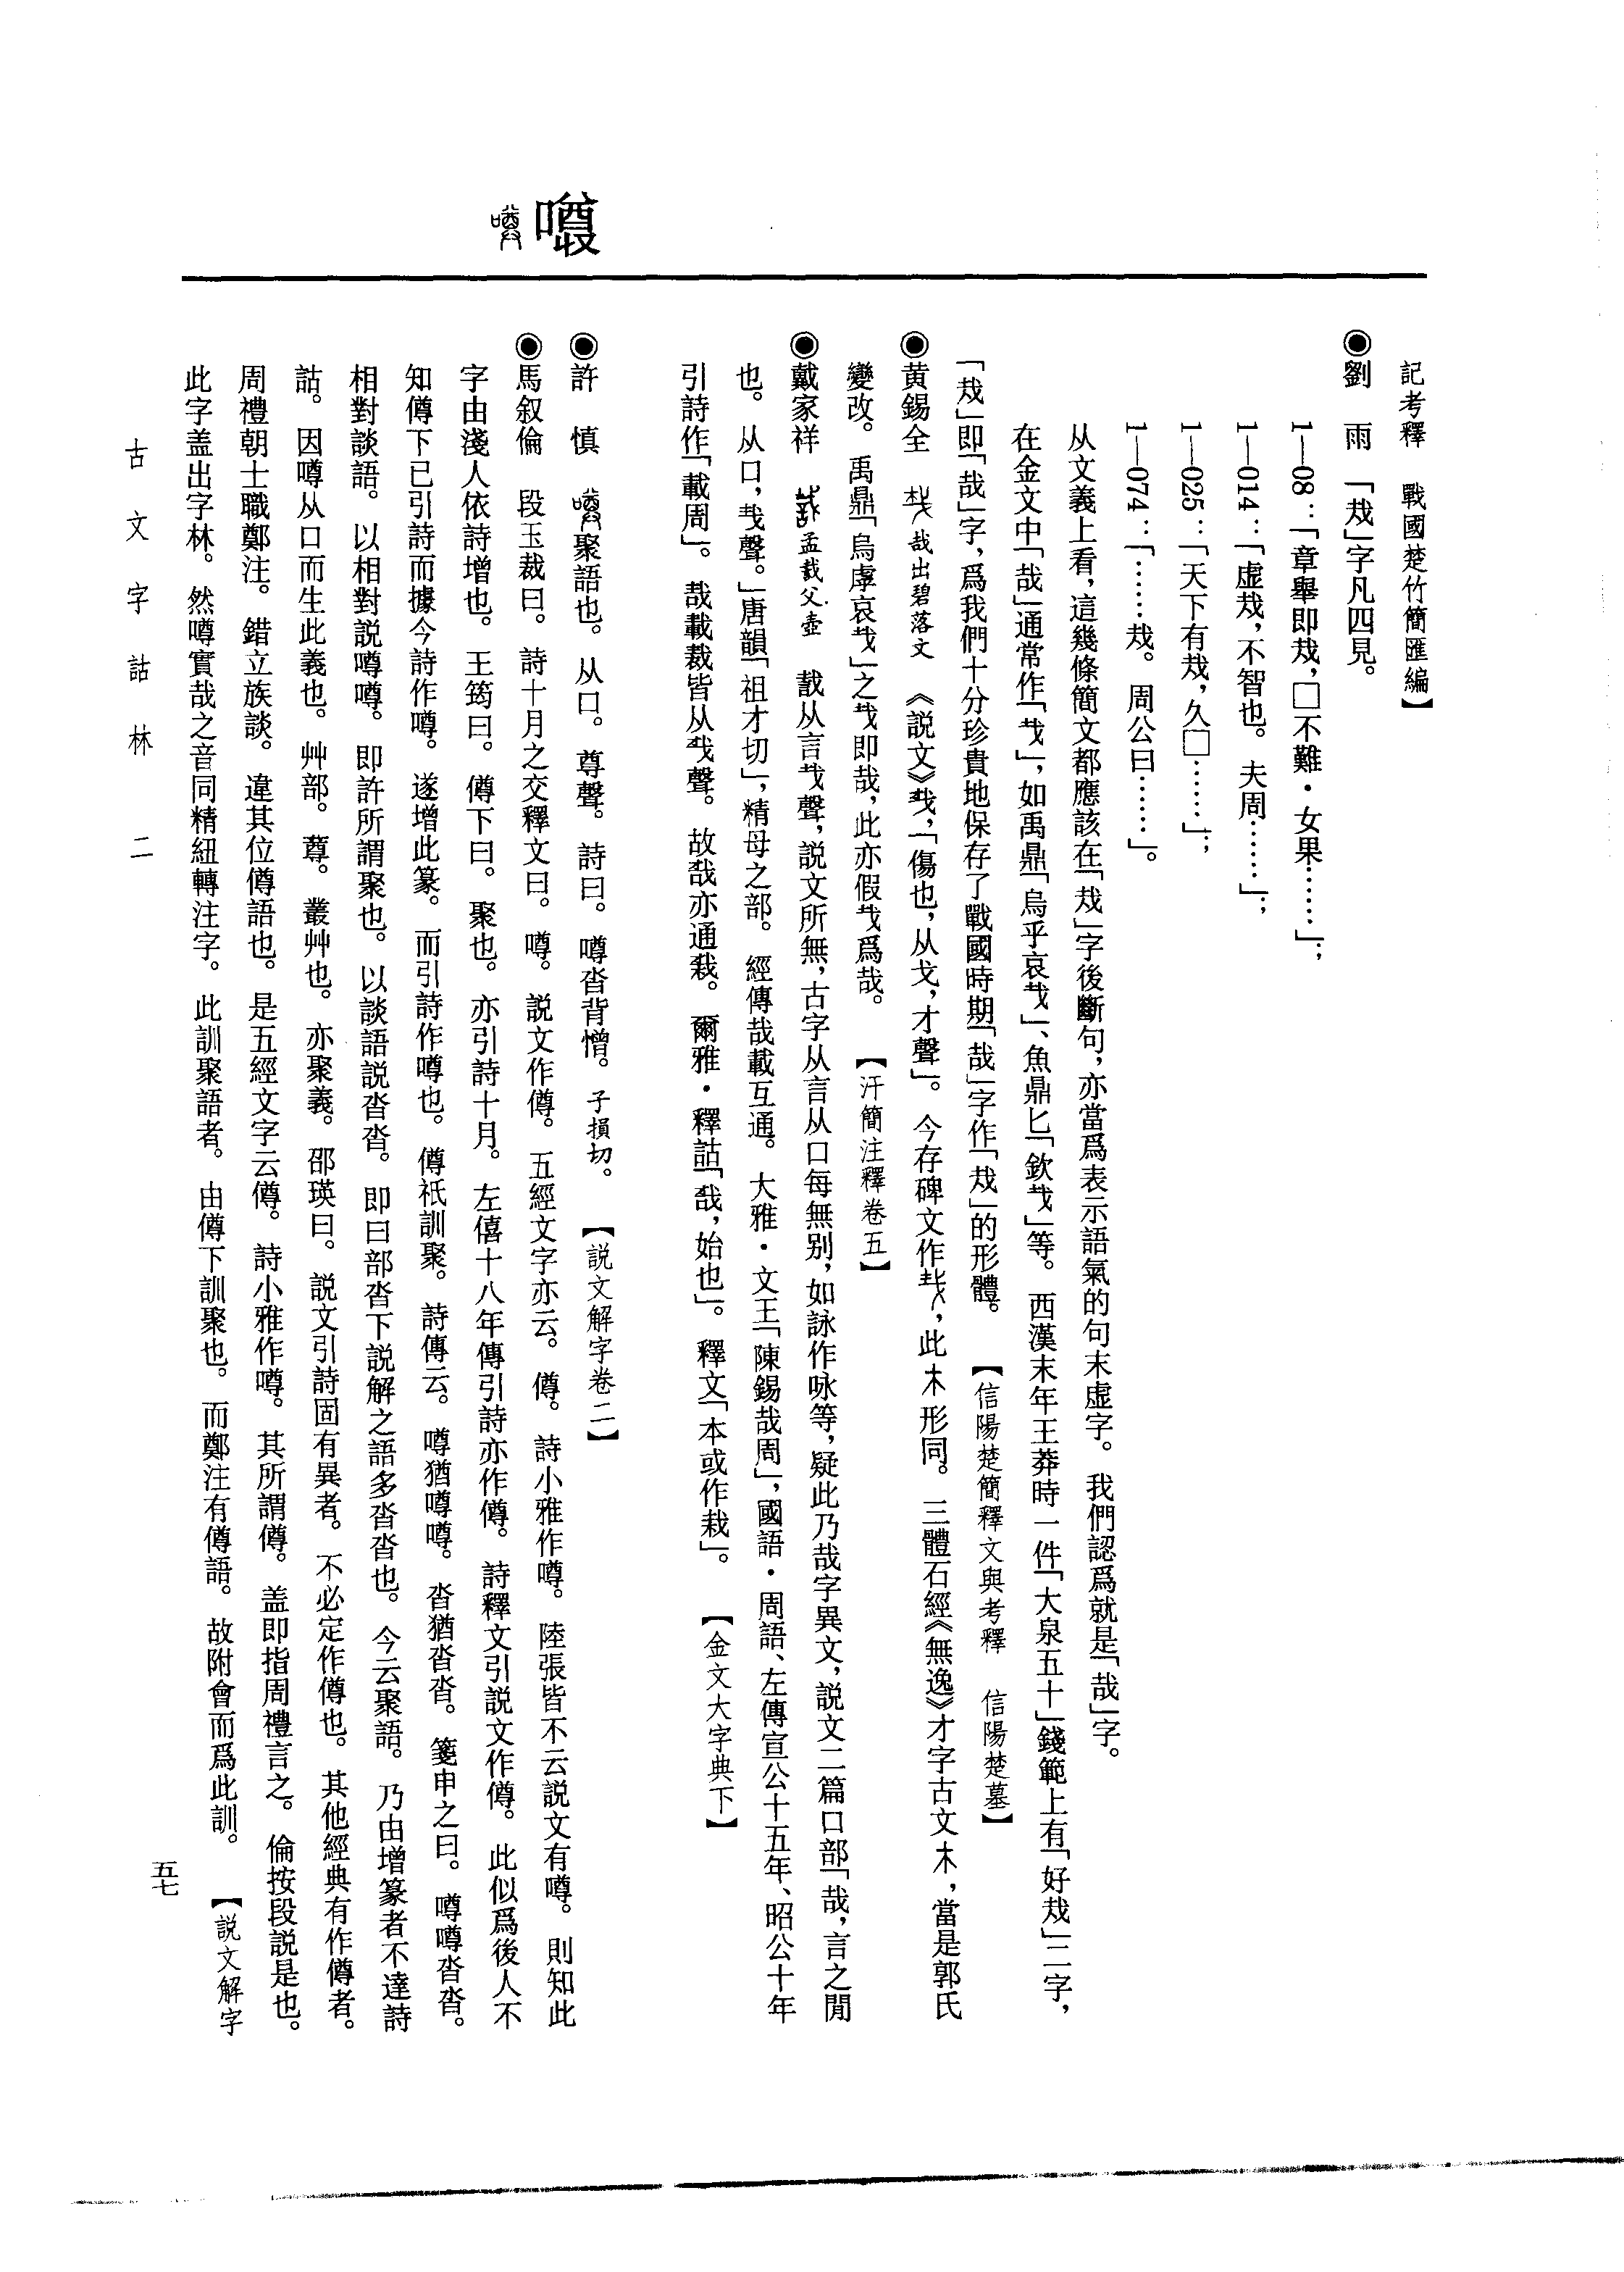 噂
記考釋　戰國楚竹簡匯編】
◉劉　雨　「㦲」字凡四見。
1—08：「章舉即㦲，□不難·女果……」；
1—014：「虛㦲，不智也。夫周……」；
1—025：「天下有㦲，久□……」；
1—074：「……㦲。周公曰……」。
从文義上看，這幾條簡文都應該在「㦲」字後斷句，亦當爲表示語氣的句末虛字。我們認爲就是「哉」字。
在金文中「哉」通常作「𢦏」，如禹鼎「烏乎哀𢦏」、魚鼎匕「欽𢦏」等。西漢末年王莽時一件「大泉五十」錢範上有「好㦲」二字，
「㦲」即「哉」字，爲我們十分珍貴地保存了戰國時期「哉」字作「㦲」的形體。　【信陽楚簡釋文與考釋　信陽楚墓】
◉黃錫全　哉出碧落文　《説文》𢦏，「傷也，从戈，才聲」。今存碑文作，此形同。三體石經《無逸》才字古文，當是郭氏
變改。禹鼎「烏虖哀𢦏」之𢦏即哉，此亦假𢦏爲哉。　【汗簡注釋卷五】
◉戴家祥　孟䢎父壺　从言𢦏聲，説文所無，古字从言从口每無别，如詠作咏等，疑此乃哉字異文，説文二篇口部「哉，言之閒
也。从口，𢦏聲。」唐韻「祖才切」，精母之部。經傳哉載互通。大雅·文王「陳錫哉周」，國語·周語、左傳宣公十五年、昭公十年
引詩作「載周」。哉載裁皆从𢦏聲。故哉亦通栽。爾雅·釋詁「哉，始也」。釋文「本或作栽」。　【金文大字典下】
◉許　慎　聚語也。从口。尊聲。詩曰。噂沓背憎。子損切。　【説文解字卷二】
◉馬叙倫　段玉裁曰。詩十月之交釋文曰。噂。説文作僔。五經文字亦云。僔。詩小雅作噂。陸張皆不云説文有噂。則知此
字由淺人依詩增也。王筠曰。僔下曰。聚也。亦引詩十月。左僖十八年傳引詩亦作僔。詩釋文引説文作僔。此似爲後人不
知僔下已引詩而據今詩作噂。遂增此篆。而引詩作噂也。僔祇訓聚。詩傳云。噂猶噂噂。沓猶沓沓。箋申之曰。噂噂沓沓。
相對談語。以相對説噂噂。即許所謂聚也。以談語説沓沓。即曰部沓下説解之語多沓沓也。今云聚語。乃由增篆者不達詩
詁。因噂从口而生此義也。艸部。蓴。叢艸也。亦聚義。邵瑛曰。説文引詩固有異者。不必定作僔也。其他經典有作僔者。
周禮朝士職鄭注。錯立族談。違其位僔語也。是五經文字云僔。詩小雅作噂。其所謂僔。盖即指周禮言之。倫按段説是也。
此字盖出字林。然噂實哉之音同精紐轉注字。此訓聚語者。由僔下訓聚也。而鄭注有僔語。故附會而爲此訓。　【説文解字
古文字詁林　二
五七